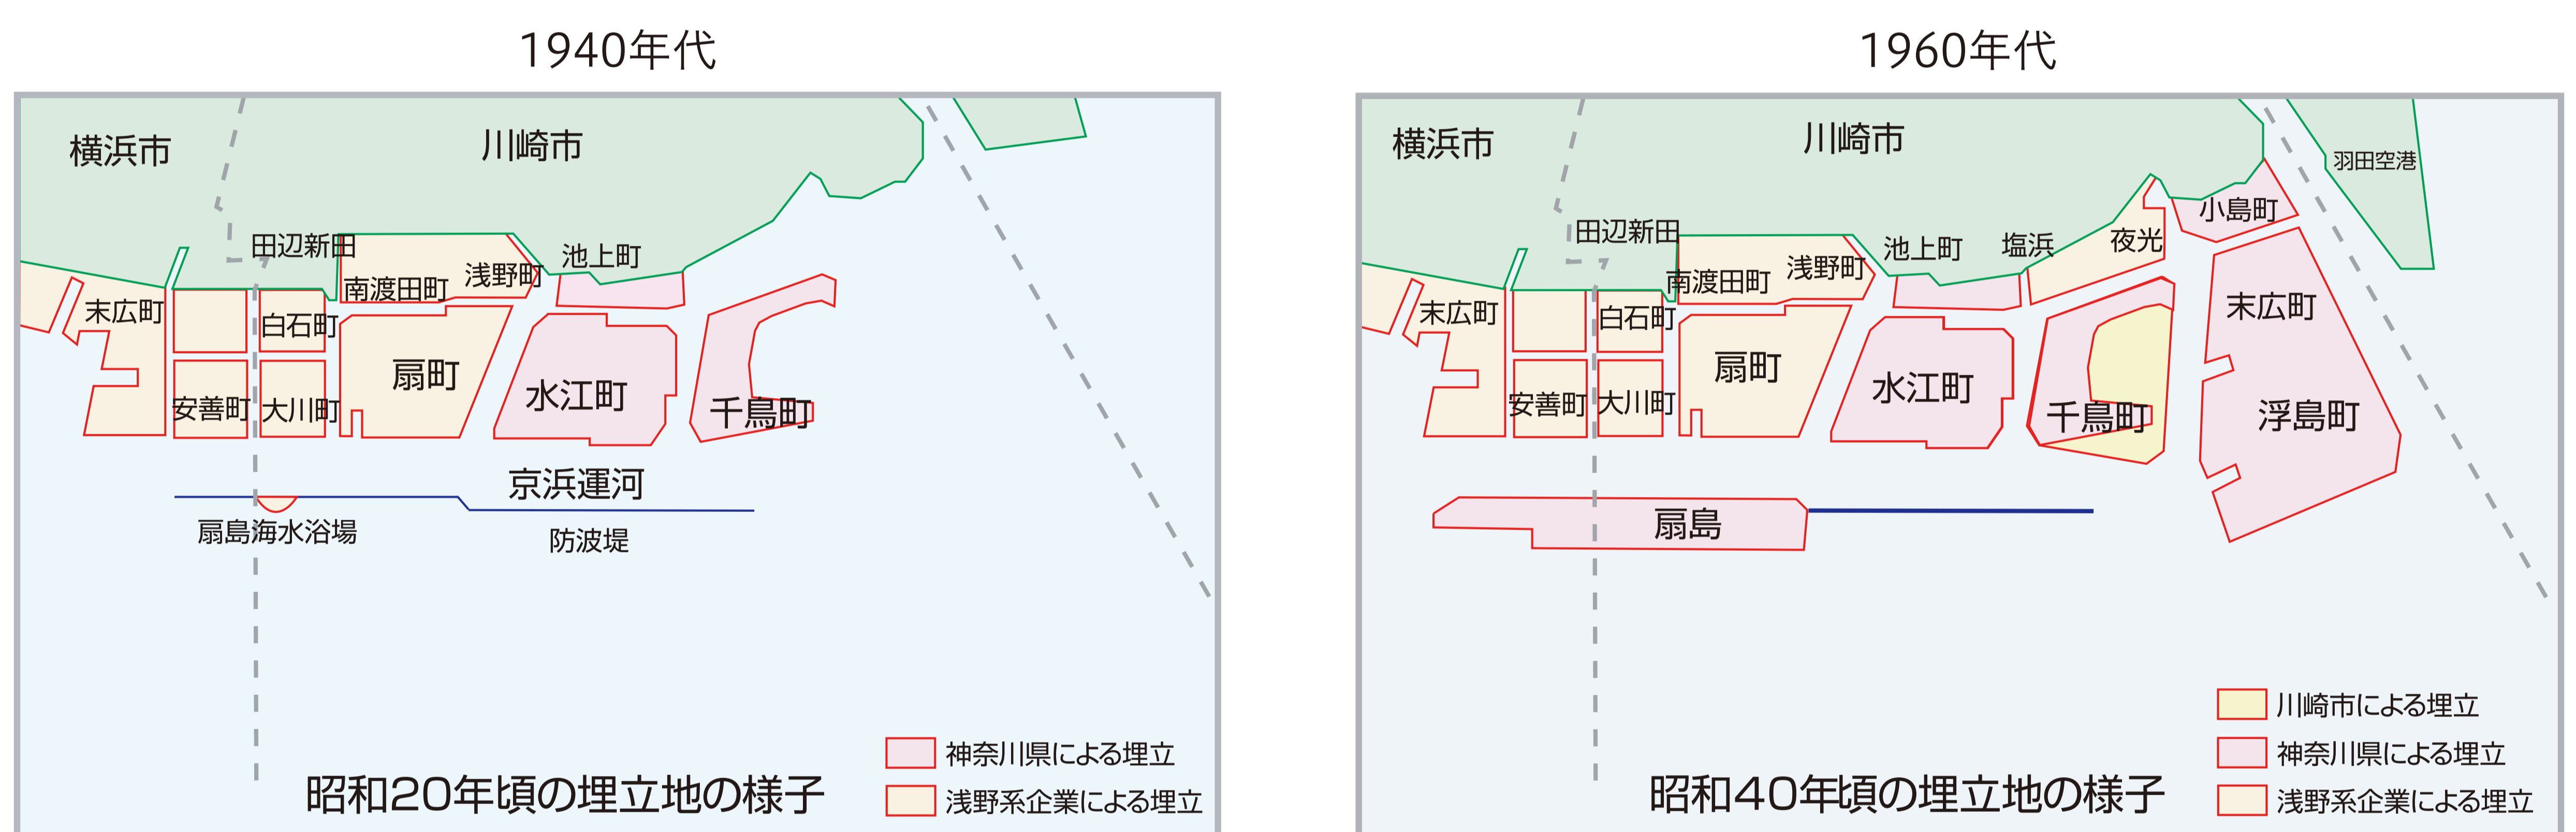 1940年代
横浜市
川崎市
田辺新田
池上町
浅野町
南渡田町
末広町
白石町
扇町
水江町
安善町
大川町
千鳥町
京浜運河
扇島海水浴場
防波堤
神奈川県による埋立
昭和20年頃の埋立地の様子
浅野系企業による埋立
1960年代
横浜市
川崎市
羽田空港
小島町
田辺新田
池上町
塩浜
夜光
浅野町
南渡田町
末広町
白石町
末広町
扇町
水江町
安善町
大川町
千鳥町
浮島町
扇島
川崎市による埋立
神奈川県による埋立
昭和40年頃の埋立地の様子
浅野系企業による埋立